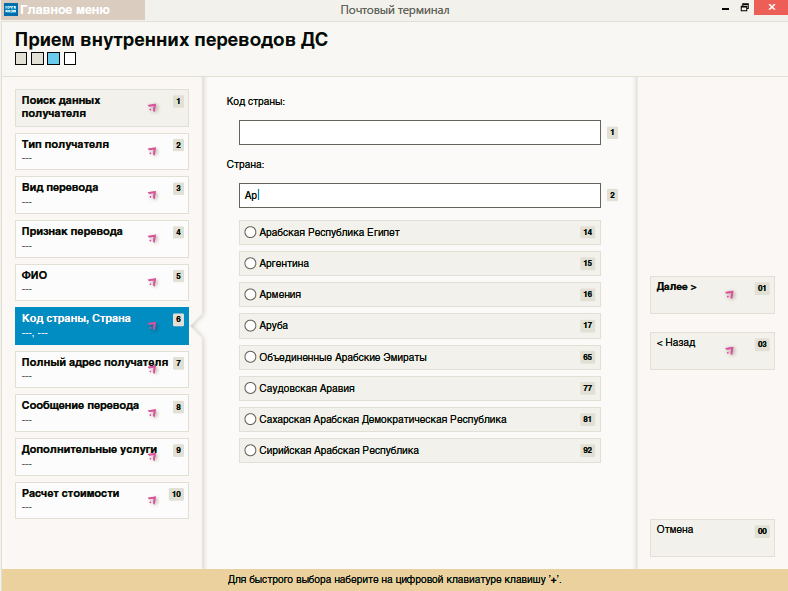 Главное меню
Почтовый терминал
Прием внутренних переводов ДС
Поиск данных
получателя
1
Тип получателя
2
---
Вид перевода
3
---
Признак перевода
4
---
ФИО
5
---
Код страны, Страна
6
---, ---
Полный адрес получателя
7
---
Сообщение перевода
8
---
Дополнительные услуги
9
---
Расчет стоимости
10
---
Код страны:
1
Страна:
Ар
2
Арабская Республика Египет
14
Аргентина
15
Армения
16
Аруба
17
Объединенные Арабские Эмираты
65
Саудовская Аравия
77
Сахарская Арабская Демократическая Республика
81
Сирийская Арабская Республика
92
Далее >
01
< Назад
03
Отмена
00
Для быстрого выбора наберите на цифровой клавиатуре клавишу '+'.